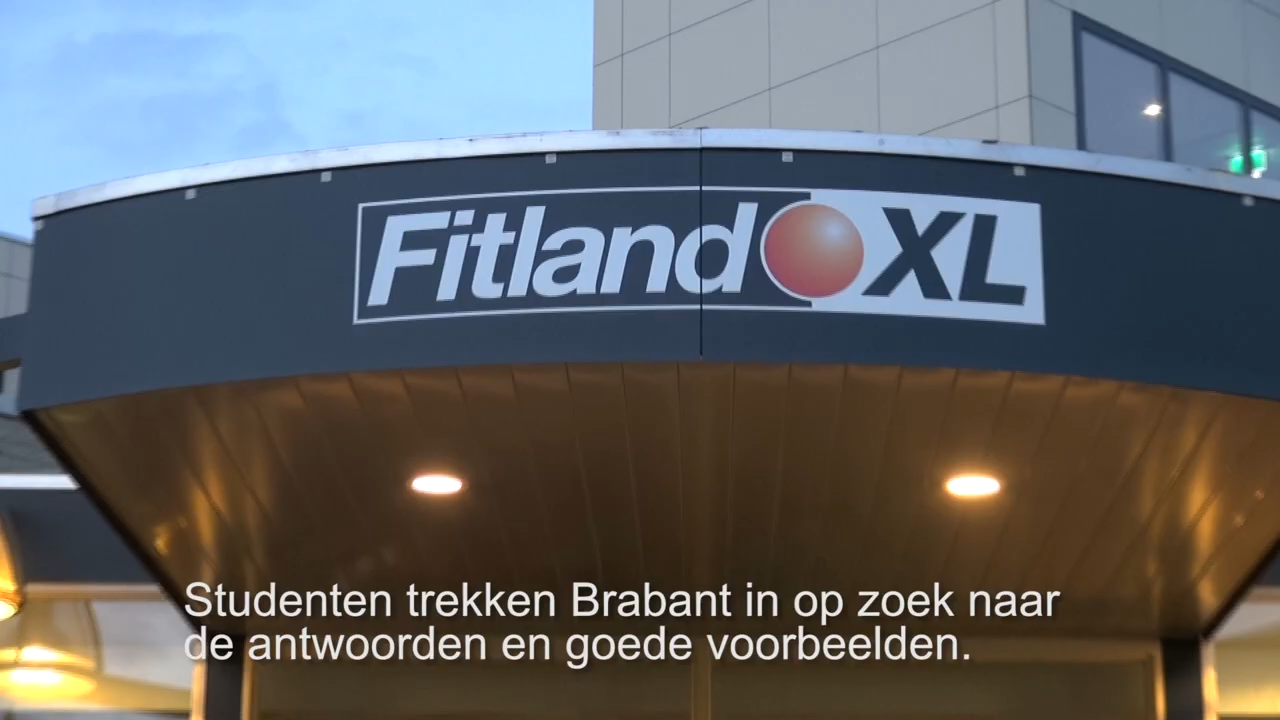 Fitland XL
Studenten trekken Brabant in op zoek naar
de antwoorden en goede voorbeelden.